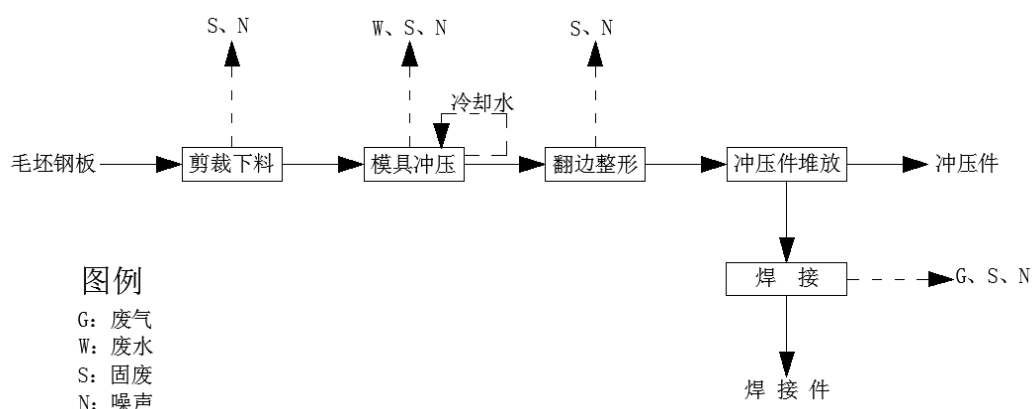 S、N
W、S、N
S、N
冷却水
毛坯钢板
剪裁下料
模具冲压
翻边整形
冲压件堆放
冲压件
焊 接
G、S、N
焊 接 件
图例
G: 废气
W: 废水
S: 固废
N: 噪声